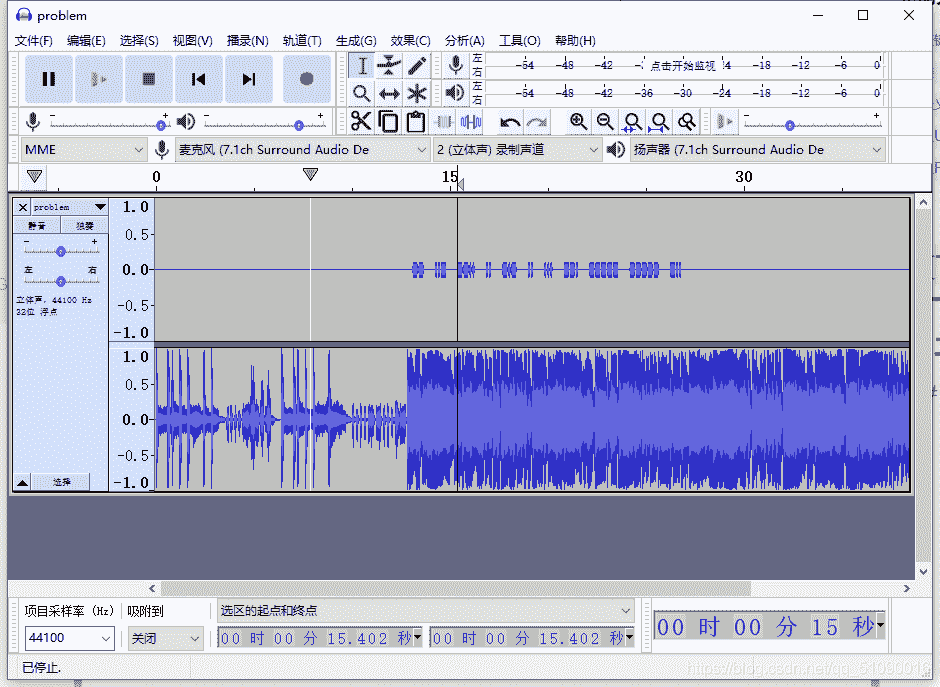 problem
文件(F) 编辑(E) 选择(S) 视图(V) 播录(N) 轨道(T) 生成(G) 效果(C) 分析(A) 工具(O) 帮助(H)
左 右 -54 -48 -42 点击开始监视 -18 -12 -6 0
左 右 -54 -48 -42 -36 -30 -24 -18 -12 -6 0
- + - + - +
MME 麦克风 (7.1ch Surround Audio De 2 (立体声) 录制声道 扬声器 (7.1ch Surround Audio De
0 15 30
problem 1.0
静音 独奏 0.5
- +
左 右 0.0
立体声, 44100 Hz -0.5
32位 浮点
-1.0
1.0
0.5
0.0
-0.5
选择 -1.0
项目采样率 (Hz) 吸附到 选区的起点和终点
44100 关闭 00 时 00 分 15.402 秒 00 时 00 分 15.402 秒 00 时 00 分 15 秒
已停止.